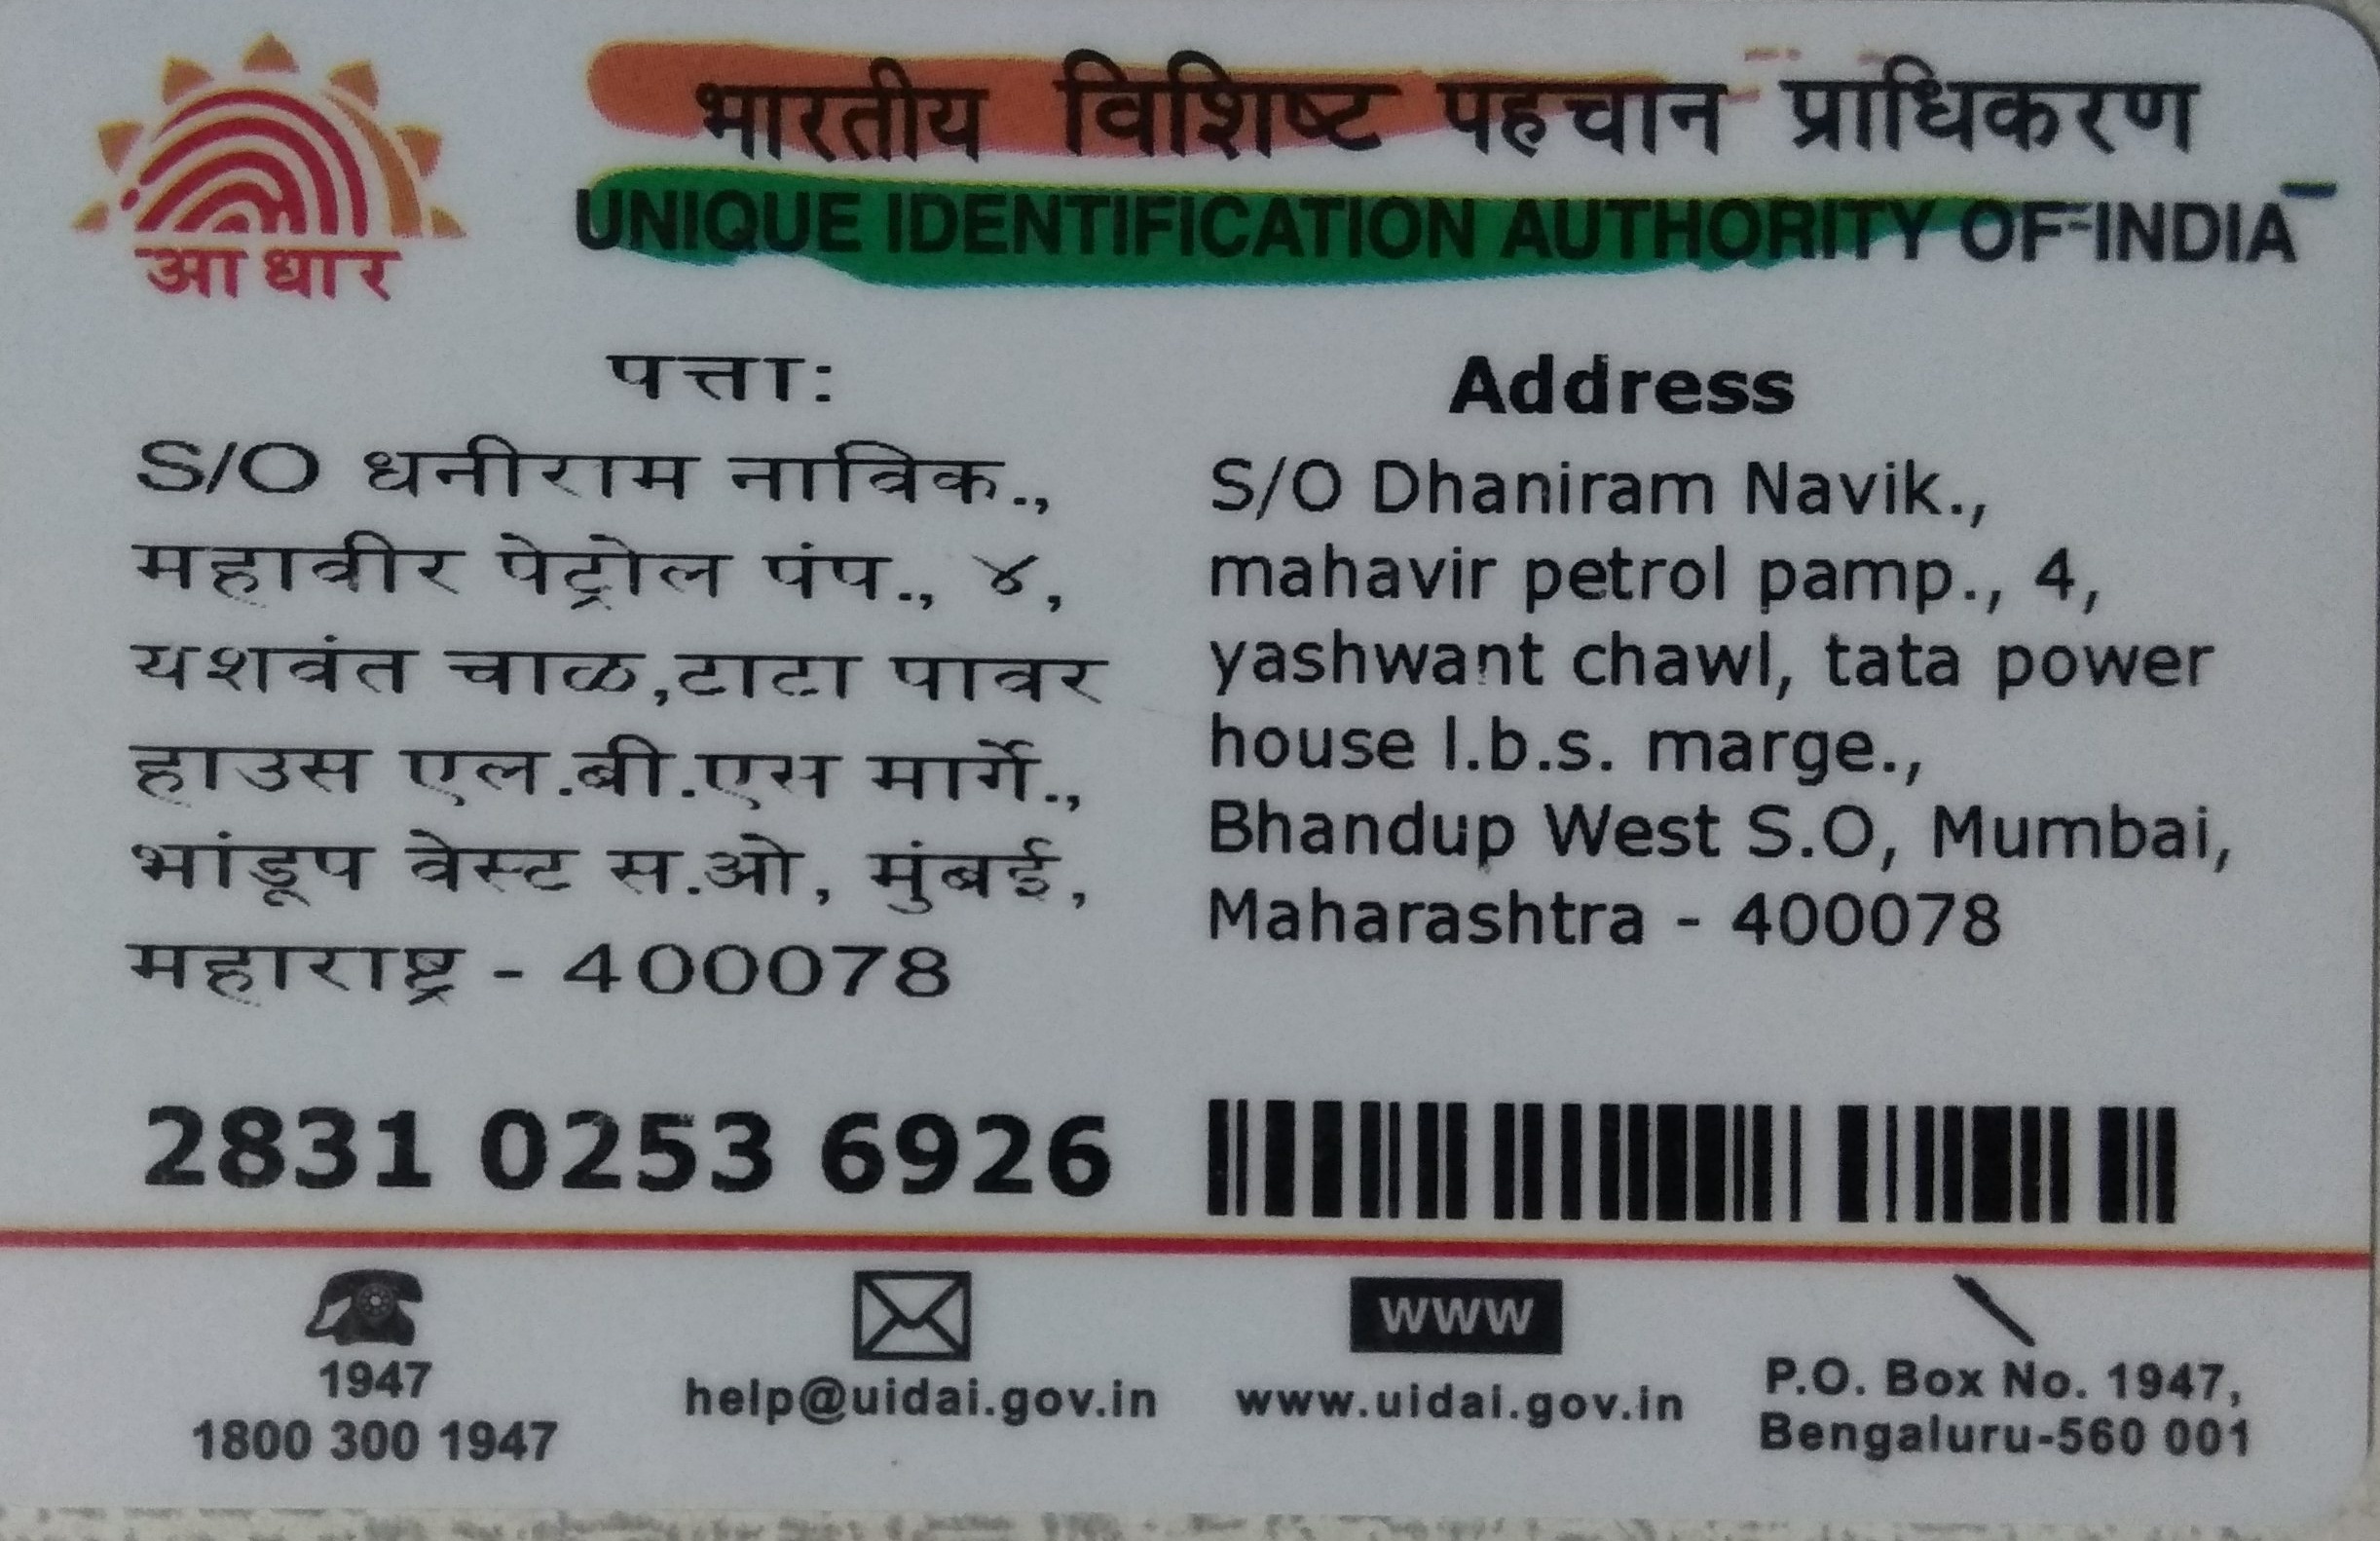 भारतीय विशिष्ट पहचान प्राधिकरण
UNIQUE IDENTIFICATION AUTHORITY OF INDIA
आधार
पत्ता:
S/O धनीराम नाविक.,
महावीर पेट्रोल पंप., ४,
यशवंत चाळ,टाटा पावर
हाउस एल.बी.एस मार्गे.,
भांडूप वेस्ट स.ओ, मुंबई,
महाराष्ट्र - 400078
Address
S/O Dhaniram Navik.,
mahavir petrol pamp., 4,
yashwant chawl, tata power
house l.b.s. marge.,
Bhandup West S.O, Mumbai,
Maharashtra - 400078
2831 0253 6926
1947
1800 300 1947
help@uidai.gov.in
WWW
www.uidai.gov.in
P.O. Box No. 1947,
Bengaluru-560 001